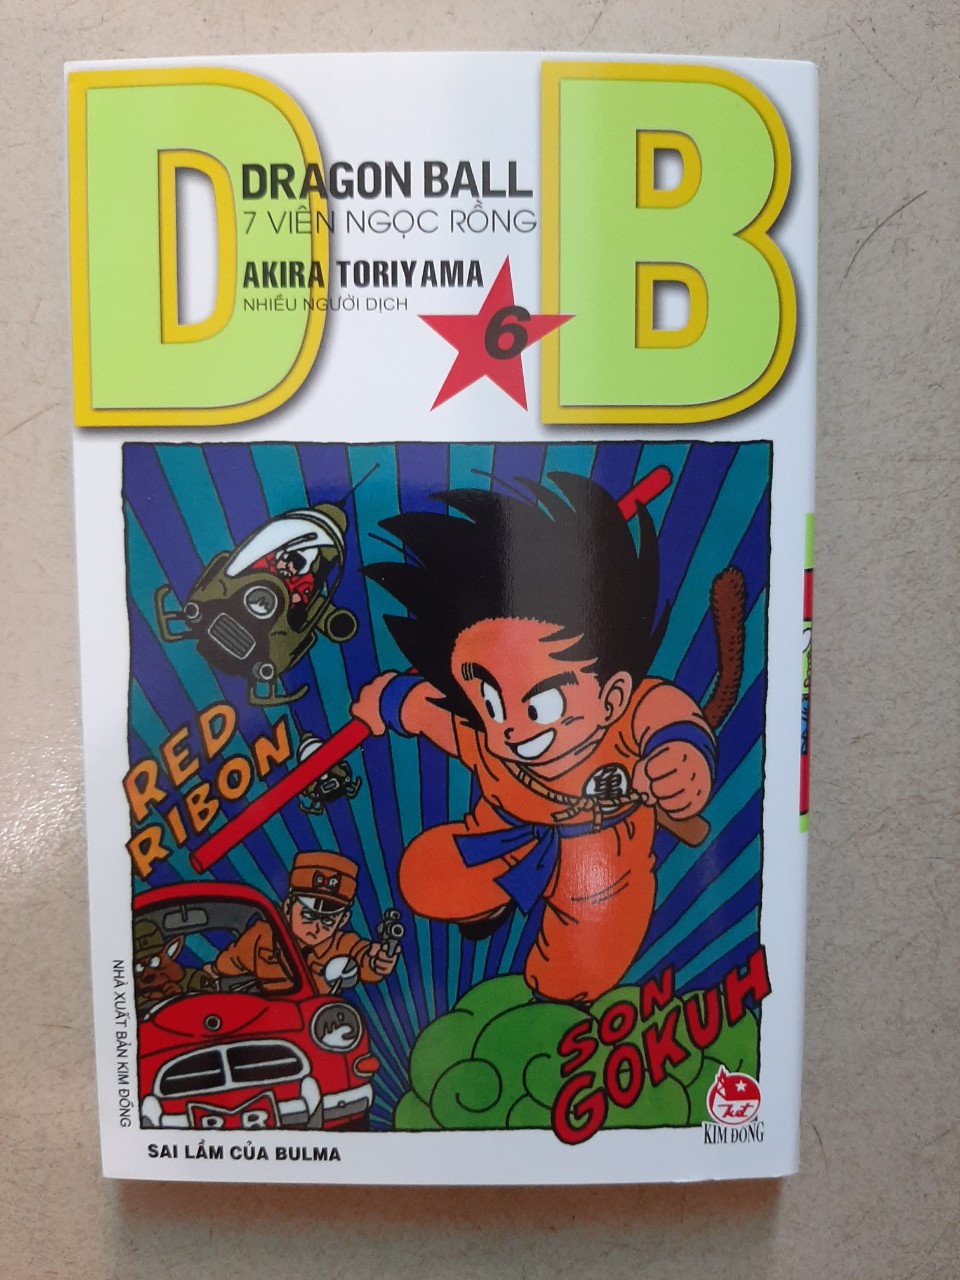 D B
DRAGON BALL
7 VIÊN NGỌC RỒNG
AKIRA TORIYAMA
NHIỀU NGƯỜI DỊCH
6
RED
RIBON
亀
R R
SON
GOKUH
NHÀ XUẤT BẢN KIM ĐỒNG
KIM ĐỒNG
SAI LẦM CỦA BULMA